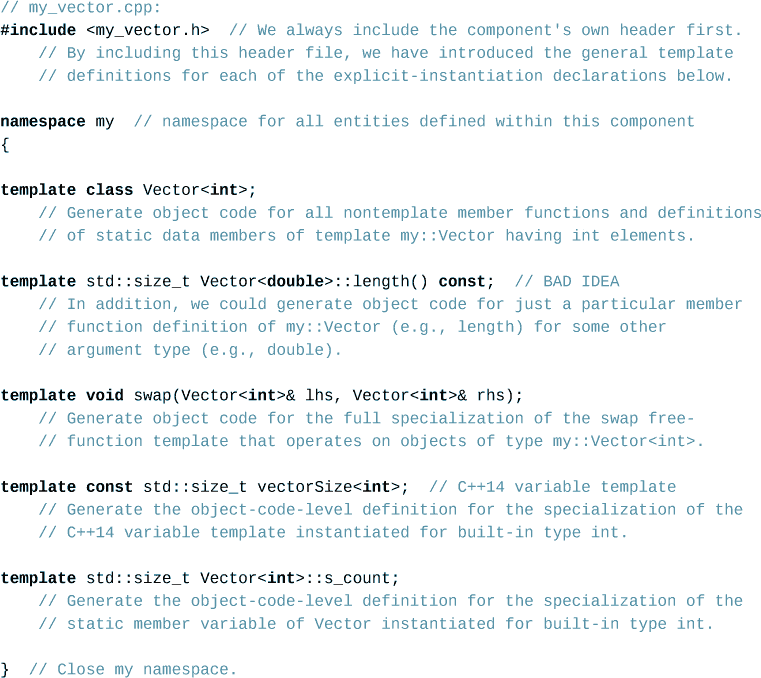 // my_vector.cpp:
#include <my_vector.h>  // We always include the component's own header first.
    // By including this header file, we have introduced the general template
    // definitions for each of the explicit-instantiation declarations below.

namespace my  // namespace for all entities defined within this component
{

template class Vector<int>;
    // Generate object code for all nontemplate member functions and definitions
    // of static data members of template my::Vector having int elements.

template std::size_t Vector<double>::length() const;  // BAD IDEA
    // In addition, we could generate object code for just a particular member
    // function definition of my::Vector (e.g., length) for some other
    // argument type (e.g., double).

template void swap(Vector<int>& lhs, Vector<int>& rhs);
    // Generate object code for the full specialization of the swap free-
    // function template that operates on objects of type my::Vector<int>.

template const std::size_t vectorSize<int>;  // C++14 variable template
    // Generate the object-code-level definition for the specialization of the
    // C++14 variable template instantiated for built-in type int.

template std::size_t Vector<int>::s_count;
    // Generate the object-code-level definition for the specialization of the
    // static member variable of Vector instantiated for built-in type int.

}  // Close my namespace.